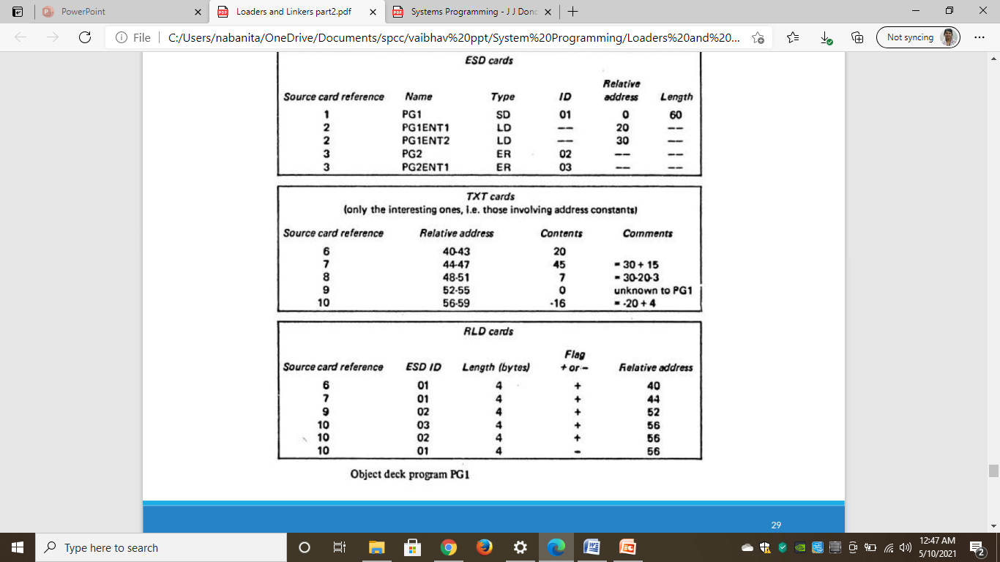 PowerPoint
Loaders and Linkers part2.pdf
Systems Programming - J J Dono
File C:/Users/nabanita/OneDrive/Documents/spcc/vaibhav%20ppt/System%20Programming/Loaders%20and%20...
Not syncing
ESD cards
Source card reference Name Type ID Relative address Length
1 PG1 SD 01 0 60
2 PG1ENT1 LD -- 20 --
2 PG1ENT2 LD -- 30 --
3 PG2 ER 02 -- --
3 PG2ENT1 ER 03 -- --
TXT cards
(only the interesting ones, i.e. those involving address constants)
Source card reference Relative address Contents Comments
6 40-43 20
7 44-47 45 = 30 + 15
8 48-51 7 = 30-20-3
9 52-55 0 unknown to PG1
10 56-59 -16 = -20 + 4
RLD cards
Source card reference ESD ID Length (bytes) Flag + or - Relative address
6 01 4 + 40
7 01 4 + 44
9 02 4 + 52
10 03 4 + 56
10 02 4 + 56
10 01 4 - 56
Object deck program PG1
29
Type here to search
12:47 AM
5/10/2021
2